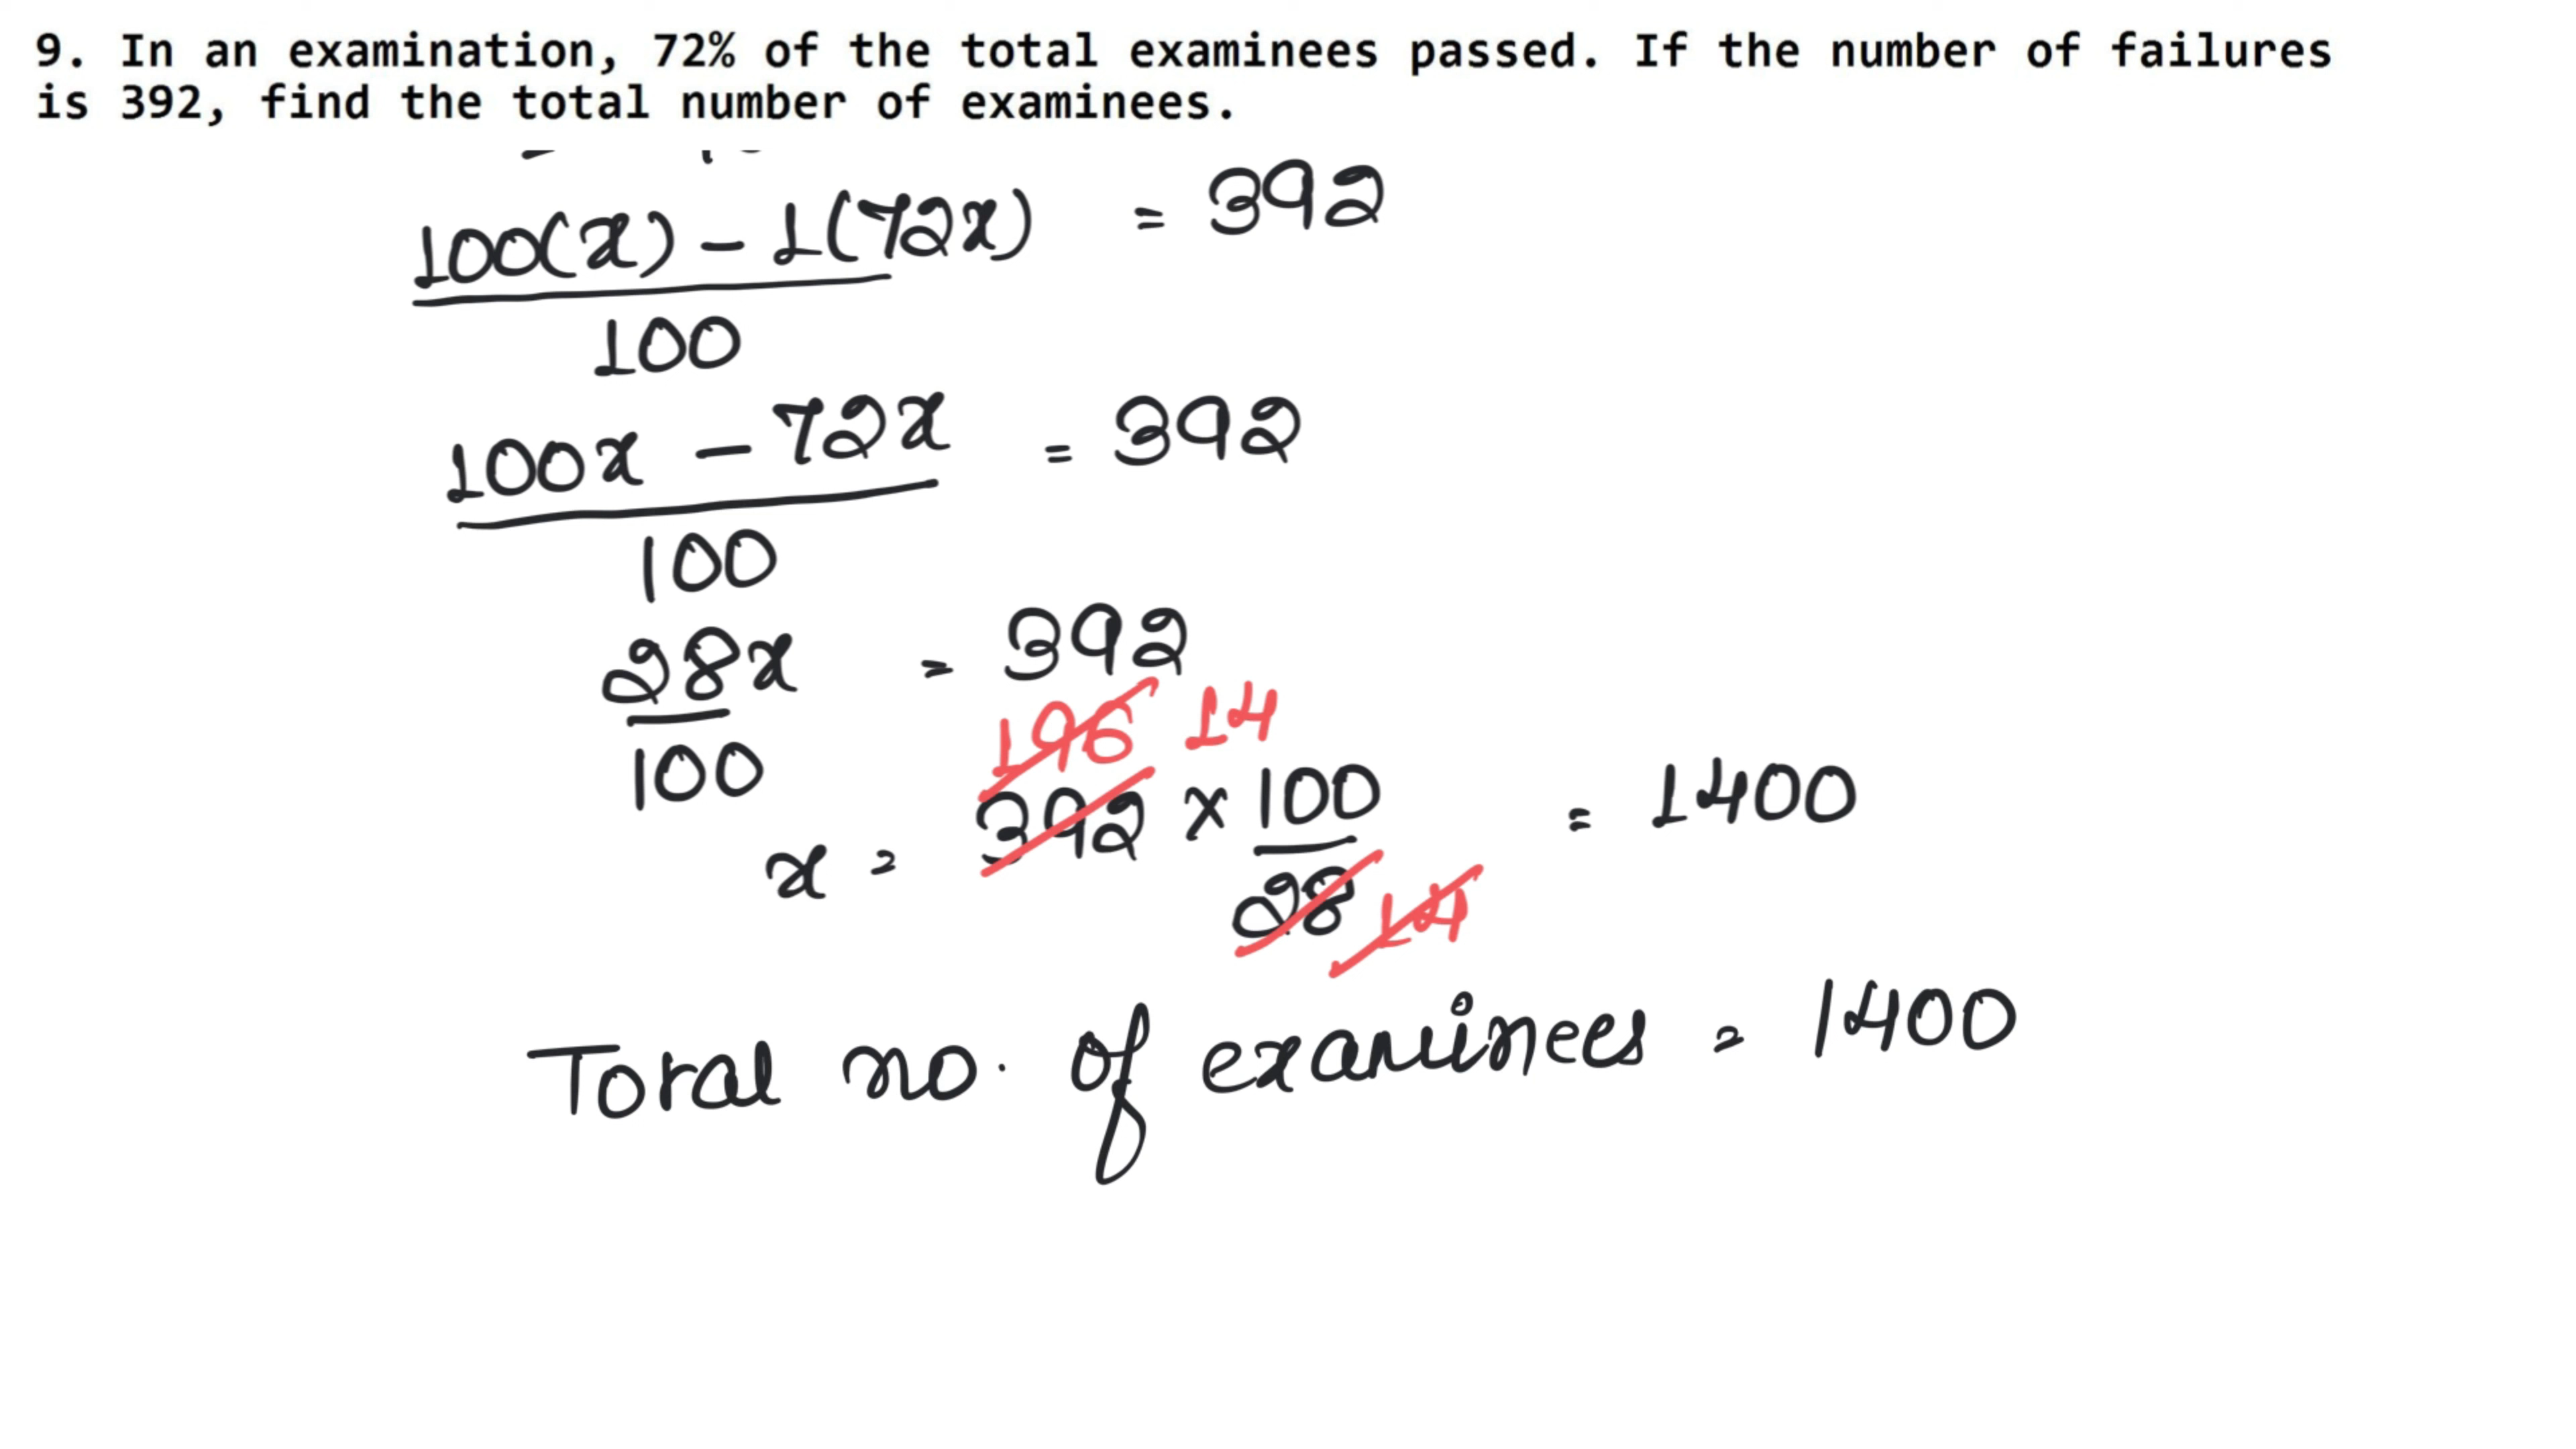 9. In an examination, 72% of the total examinees passed. If the number of failures
is 392, find the total number of examinees.
100(x) - 1(72x) = 392
100
100x - 72x = 392
100
28x = 392
100
196 14
x = 392 × 100 = 1400
28 14
Total no. of examinees = 1400